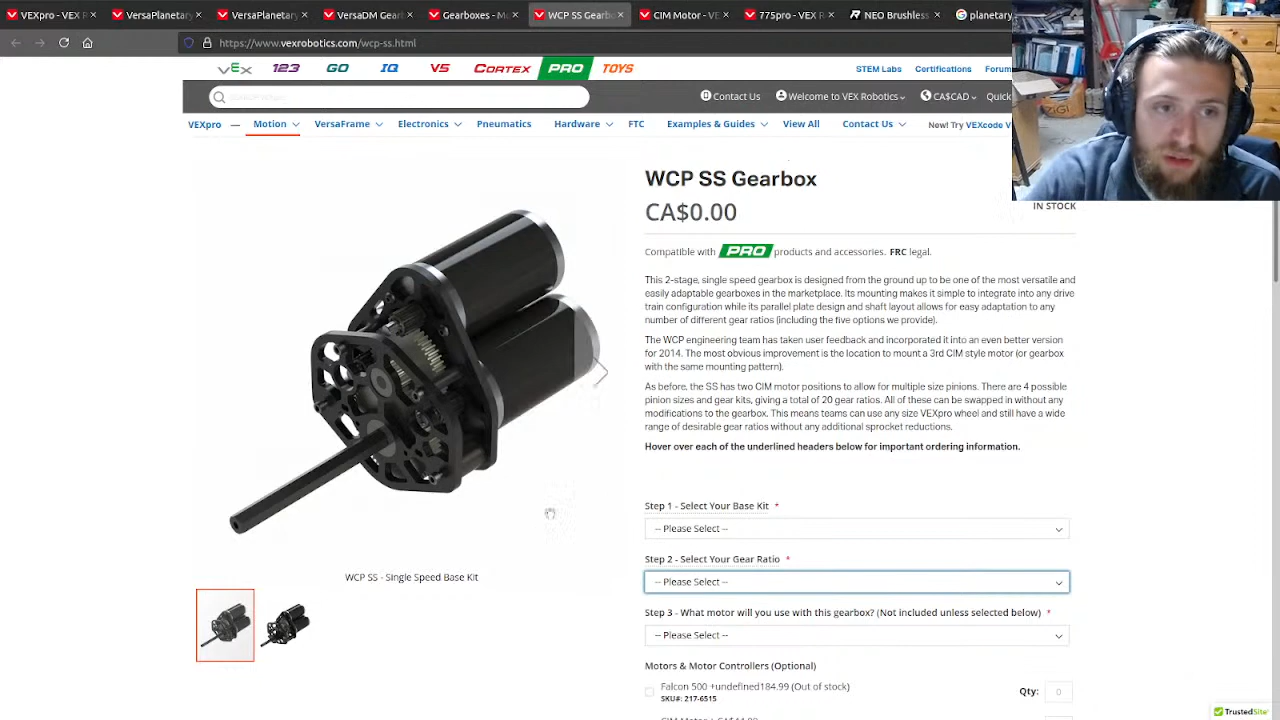 VEXpro - VE
VersaPlanetary
VersaPlanetary
VersaDM Gearb
Gearboxes - Mo
WCP SS Gearbo
CIM Motor - VE
775pro - VEX
NEO Brushless
planetary
https://www.vexrobotics.com/wcp-ss.html
VEX 123 GO IQ V5 CORTEX PRO TOYS
STEM Labs Certifications Forum
Contact Us Welcome to VEX Robotics CA$CAD Quick
VEXpro — Motion VersaFrame Electronics Pneumatics Hardware FTC Examples & Guides View All Contact Us New! Try VEXcode V
WCP SS Gearbox
CA$0.00
IN STOCK
Compatible with PRO products and accessories. FRC legal.
This 2-stage, single speed gearbox is designed from the ground up to be one of the most versatile and
easily adaptable gearboxes in the marketplace. Its mounting makes it simple to integrate into any drive
train configuration while its parallel plate design and shaft layout allows for easy adaptation to any
number of different gear ratios (including the five options we provide).
The WCP engineering team has taken user feedback and incorporated it into an even better version
for 2014. The most obvious improvement is the location to mount a 3rd CIM style motor (or gearbox
with the same mounting pattern).
As before, the SS has two CIM motor positions to allow for multiple size pinions. There are 4 possible
pinion sizes and gear kits, giving a total of 20 gear ratios. All of these can be swapped in without any
modifications to the gearbox. This means teams can use any size VEXpro wheel and still have a wide
range of desirable gear ratios without any additional sprocket reductions.
Hover over each of the underlined headers below for important ordering information.
Step 1 - Select Your Base Kit *
-- Please Select --
Step 2 - Select Your Gear Ratio *
-- Please Select --
Step 3 - What motor will you use with this gearbox? (Not included unless selected below) *
-- Please Select --
Motors & Motor Controllers (Optional)
Falcon 500 +undefined184.99 (Out of stock)
SKU#: 217-6515
Qty: 0
WCP SS - Single Speed Base Kit
TrustedSite